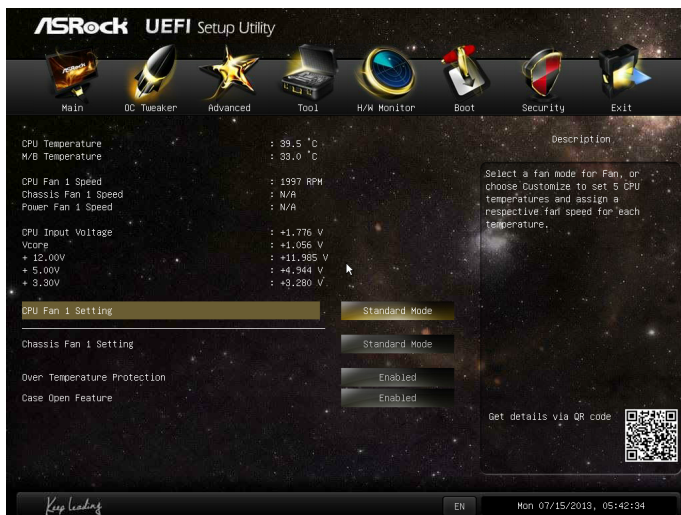 ASRock UEFI Setup Utility
ASRock
Main OC Tweaker Advanced Tool H/W Monitor Boot Security Exit
CPU Temperature : 39.5 °C
M/B Temperature : 33.0 °C
CPU Fan 1 Speed : 1997 RPM
Chassis Fan 1 Speed : N/A
Power Fan 1 Speed : N/A
CPU Input Voltage : +1.776 V
Vcore : +1.056 V
+ 12.00V : +11.985 V
+ 5.00V : +4.944 V
+ 3.30V : +3.280 V
CPU Fan 1 Setting Standard Mode
Chassis Fan 1 Setting Standard Mode
Over Temperature Protection Enabled
Case Open Feature Enabled
Description
Select a fan mode for Fan, or
choose Customize to set 5 CPU
temperatures and assign a
respective fan speed for each
temperature.
Get details via QR code
Keep Leading
EN Mon 07/15/2013, 05:42:34